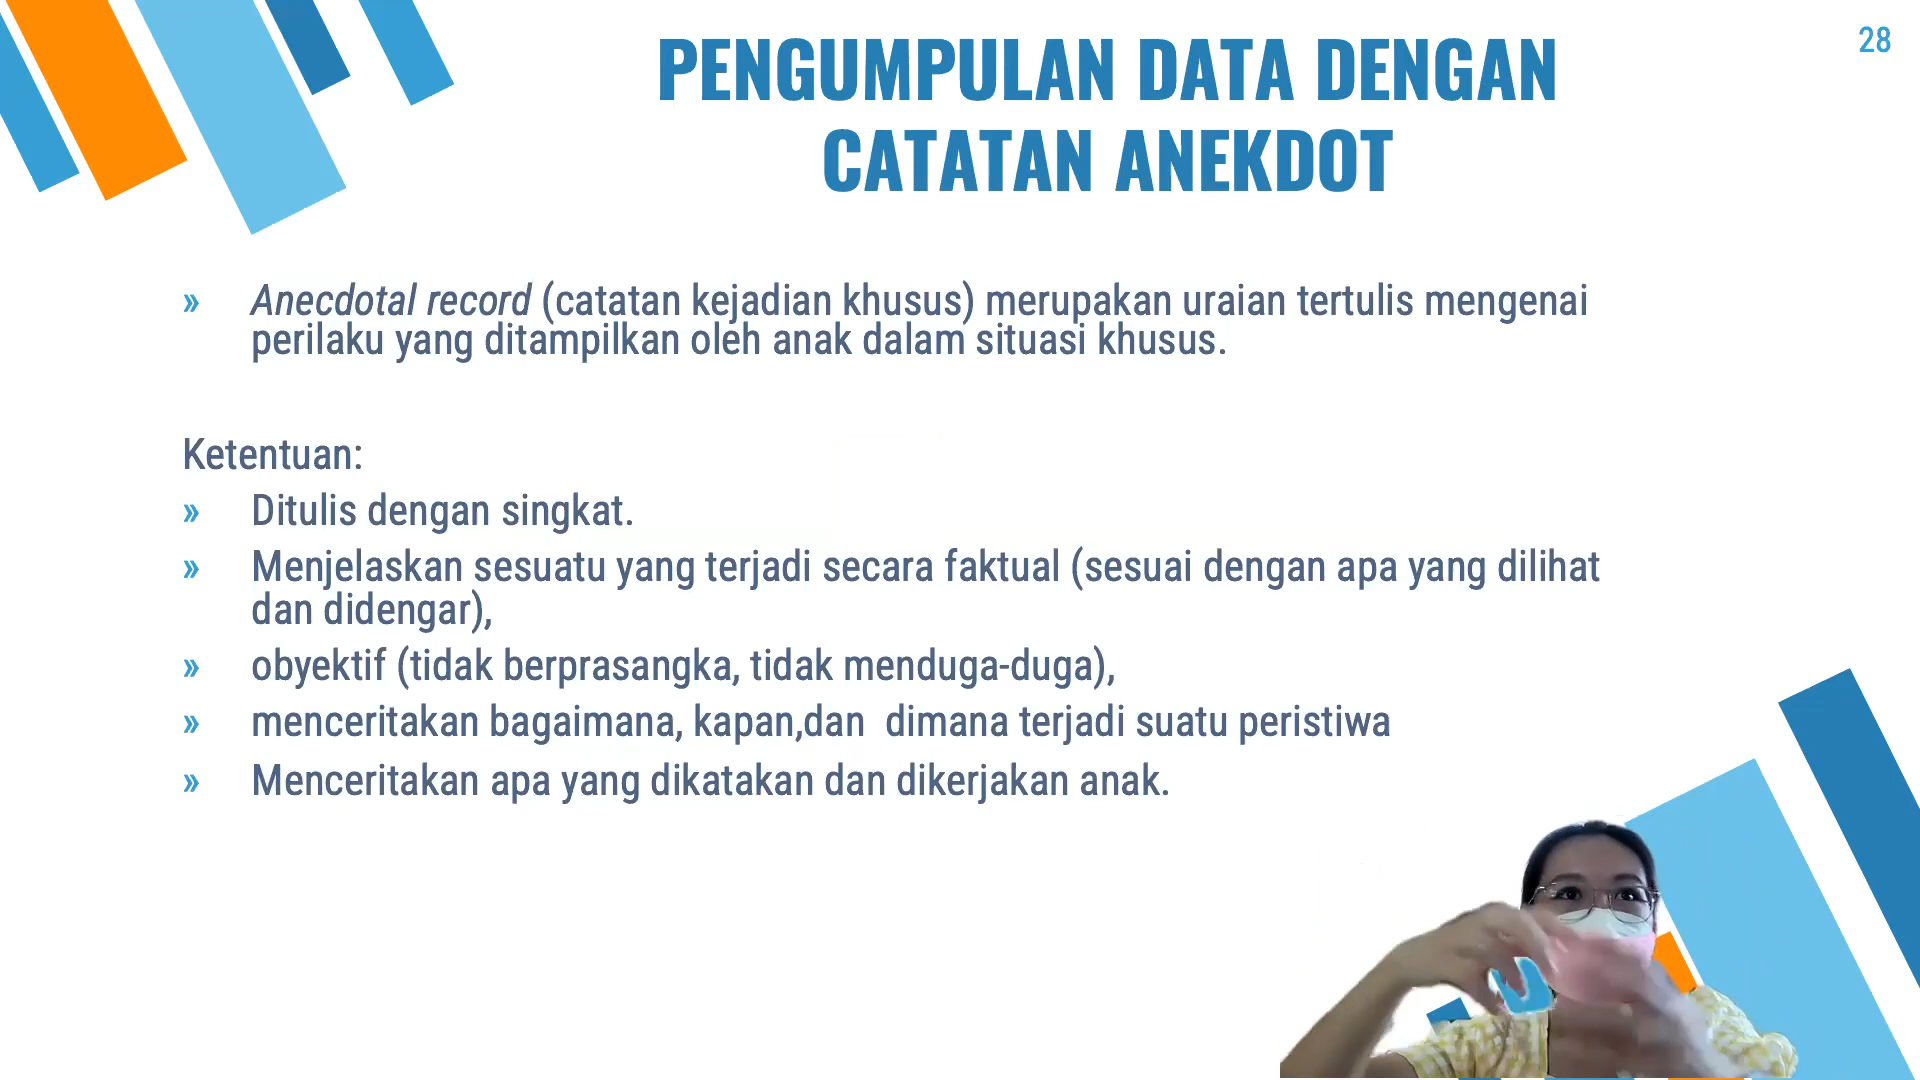 28
PENGUMPULAN DATA DENGAN
CATATAN ANEKDOT
» Anecdotal record (catatan kejadian khusus) merupakan uraian tertulis mengenai
perilaku yang ditampilkan oleh anak dalam situasi khusus.
Ketentuan:
» Ditulis dengan singkat.
» Menjelaskan sesuatu yang terjadi secara faktual (sesuai dengan apa yang dilihat
dan didengar),
» obyektif (tidak berprasangka, tidak menduga-duga),
» menceritakan bagaimana, kapan,dan  dimana terjadi suatu peristiwa
» Menceritakan apa yang dikatakan dan dikerjakan anak.